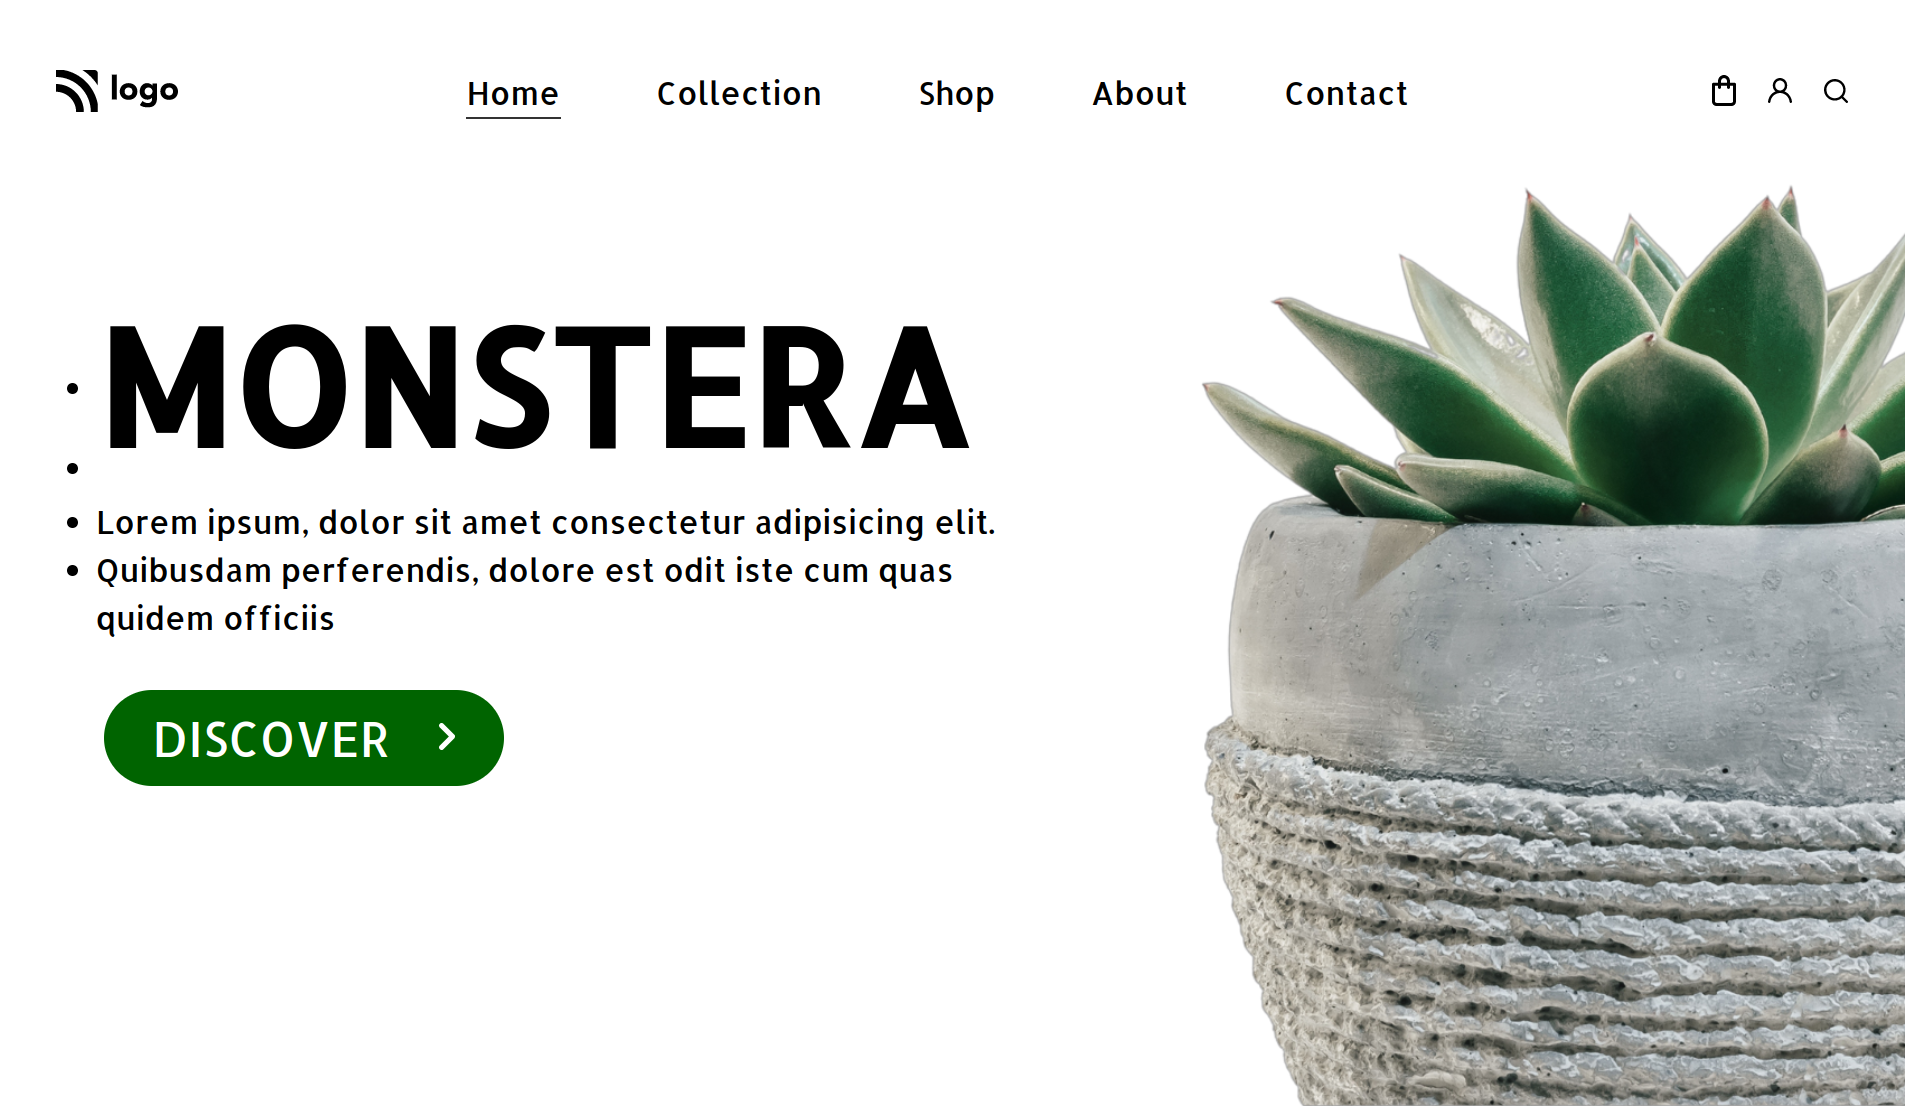 logo
Home Collection Shop About Contact
MONSTERA
Lorem ipsum, dolor sit amet consectetur adipisicing elit.
Quibusdam perferendis, dolore est odit iste cum quas
quidem officiis
DISCOVER